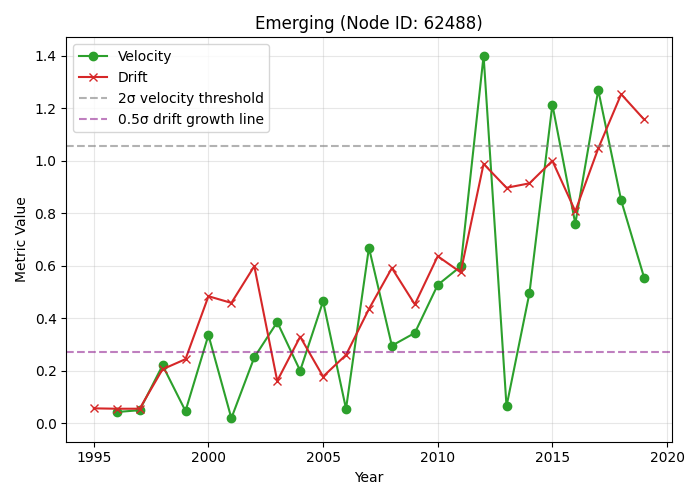 Emerging (Node ID: 62488)
Velocity
Drift
2σ velocity threshold
0.5σ drift growth line
Metric Value
1.4
1.2
1.0
0.8
0.6
0.4
0.2
0.0
1995 2000 2005 2010 2015 2020
Year